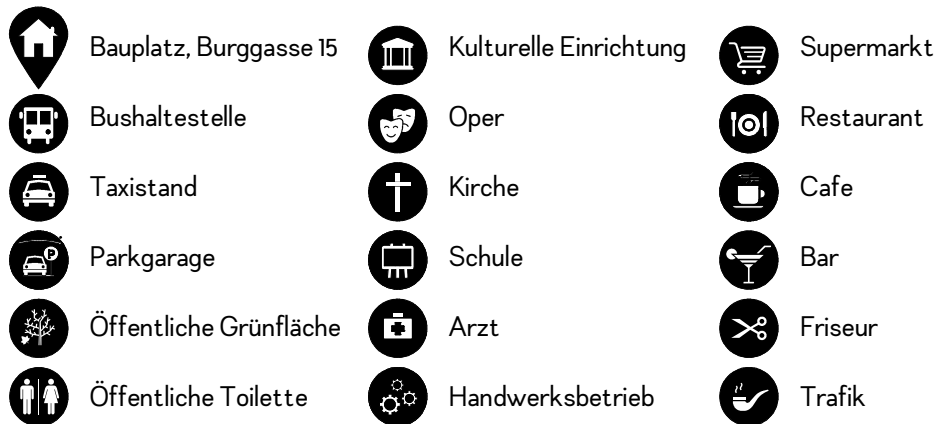 Bauplatz, Burggasse 15
Bushaltestelle
Taxistand
Parkgarage
P
Öffentliche Grünfläche
Öffentliche Toilette
Kulturelle Einrichtung
Oper
Kirche
Schule
Arzt
Handwerksbetrieb
Supermarkt
Restaurant
Cafe
Bar
Friseur
Trafik